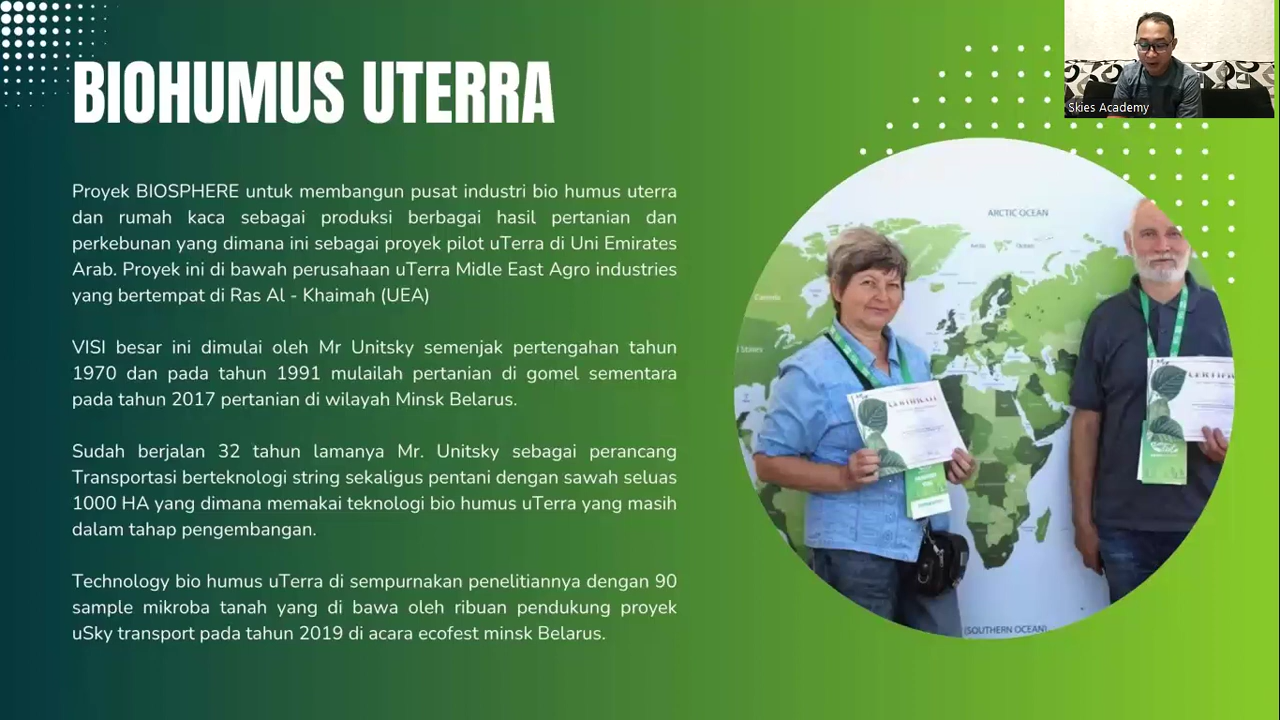 BIOHUMUS UTERRA
Proyek BIOSPHERE untuk membangun pusat industri bio humus uterra
dan rumah kaca sebagai produksi berbagai hasil pertanian dan
perkebunan yang dimana ini sebagai proyek pilot uTerra di Uni Emirates
Arab. Proyek ini di bawah perusahaan uTerra Midle East Agro industries
yang bertempat di Ras Al - Khaimah (UEA)
VISI besar ini dimulai oleh Mr Unitsky semenjak pertengahan tahun
1970 dan pada tahun 1991 mulailah pertanian di gomel sementara
pada tahun 2017 pertanian di wilayah Minsk Belarus.
Sudah berjalan 32 tahun lamanya Mr. Unitsky sebagai perancang
Transportasi berteknologi string sekaligus pentani dengan sawah seluas
1000 HA yang dimana memakai teknologi bio humus uTerra yang masih
dalam tahap pengembangan.
Technology bio humus uTerra di sempurnakan penelitiannya dengan 90
sample mikroba tanah yang di bawa oleh ribuan pendukung proyek
uSky transport pada tahun 2019 di acara ecofest minsk Belarus.
Skies Academy
ARCTIC OCEAN
Canada
CERTIFICATE
(SOUTHERN OCEAN)